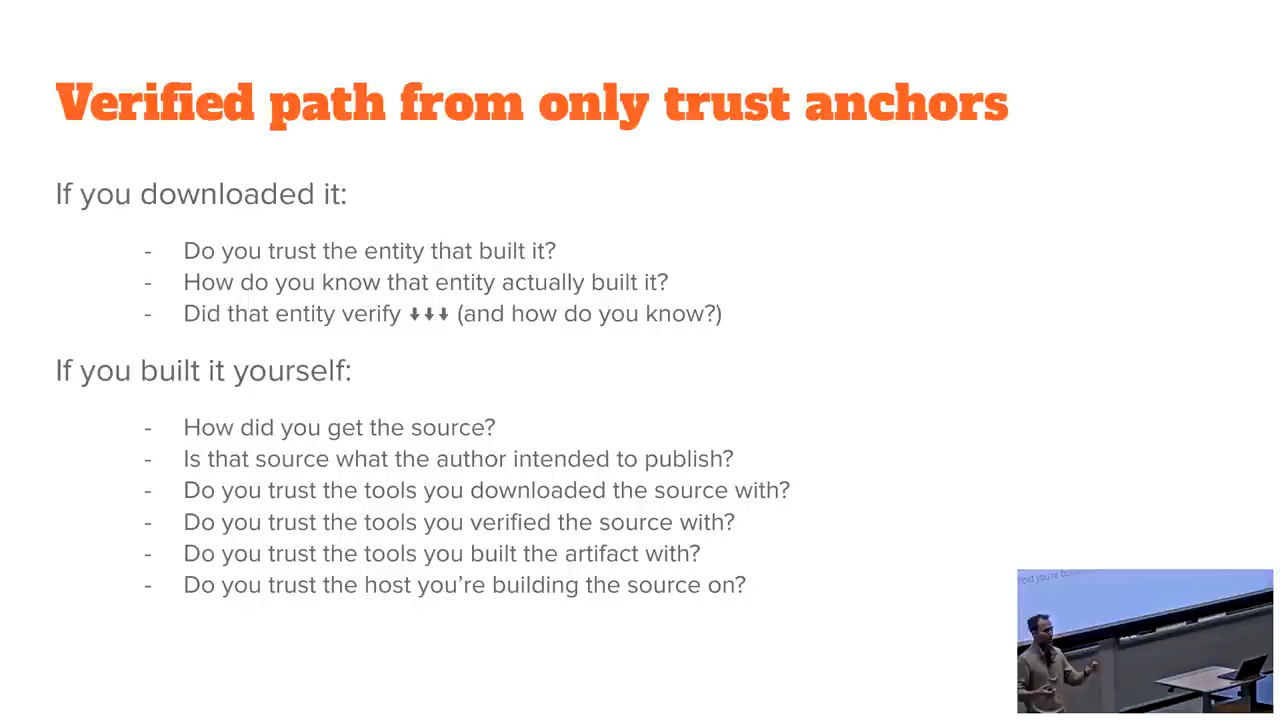 Verified path from only trust anchors
If you downloaded it:
- Do you trust the entity that built it?
- How do you know that entity actually built it?
- Did that entity verify ⬇⬇⬇ (and how do you know?)
If you built it yourself:
- How did you get the source?
- Is that source what the author intended to publish?
- Do you trust the tools you downloaded the source with?
- Do you trust the tools you verified the source with?
- Do you trust the tools you built the artifact with?
- Do you trust the host you’re building the source on?
host you're